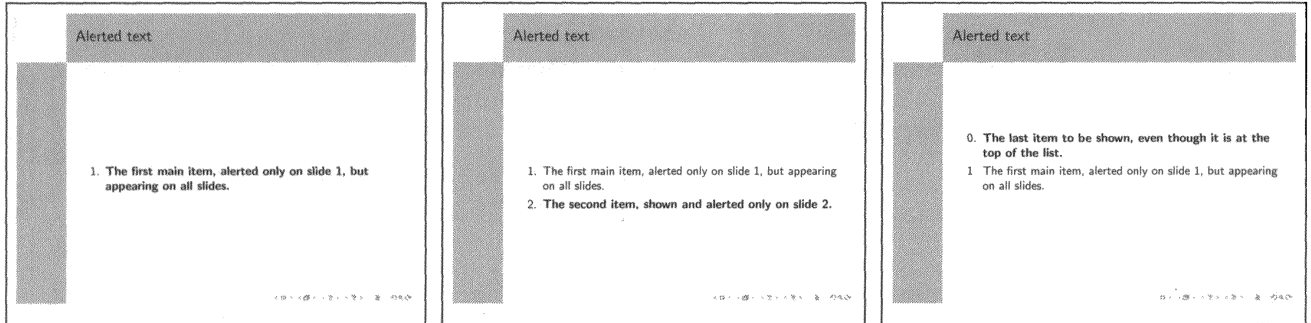 Alerted text
1. The first main item, alerted only on slide 1, but
appearing on all slides.
Alerted text
1. The first main item, alerted only on slide 1, but appearing
on all slides.
2. The second item, shown and alerted only on slide 2.
Alerted text
0. The last item to be shown, even though it is at the
top of the list.
1 The first main item, alerted only on slide 1, but appearing
on all slides.